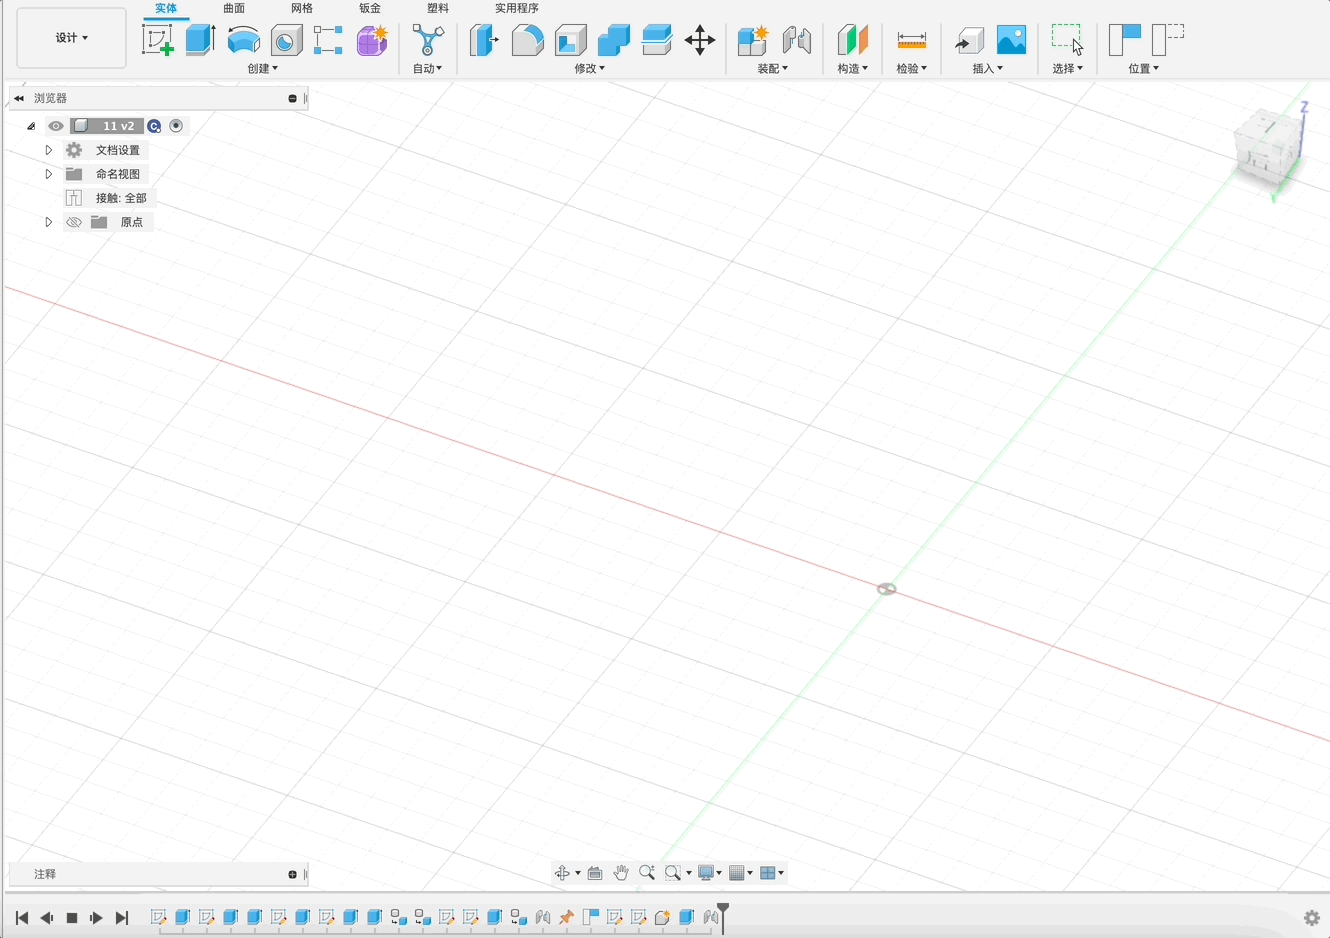 实体 曲面 网格 钣金 塑料 实用程序
设计
创建 自动 修改 装配 构造 检验 插入 选择 位置
浏览器
11 v2
文档设置
命名视图
接触: 全部
原点
Z
注释